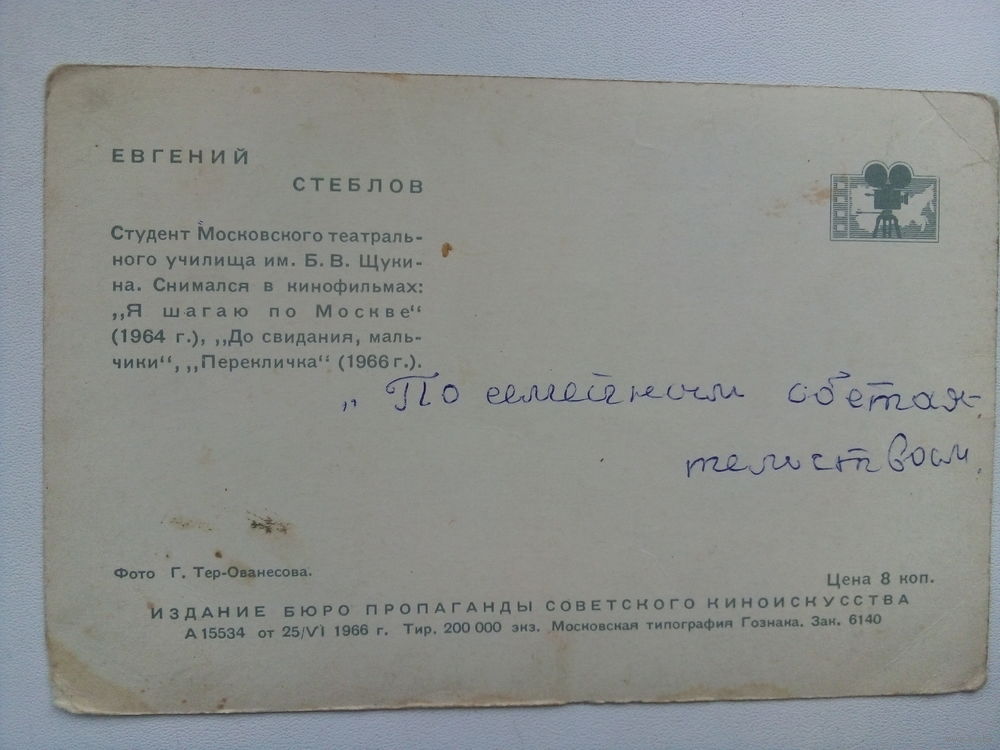 ЕВГЕНИЙ
СТЕБЛОВ
Студент Московского театраль-
ного училища им. Б. В. Щуки-
на. Снимался в кинофильмах:
„Я шагаю по Москве“
(1964 г.), „До свидания, маль-
чики“, „Перекличка“ (1966 г.).
„По семейным обстоя-
тельствам.
Фото Г. Тер-Ованесова.
Цена 8 коп.
ИЗДАНИЕ БЮРО ПРОПАГАНДЫ СОВЕТСКОГО КИНОИСКУССТВА
А 15534 от 25/VI 1966 г. Тир. 200 000 экз. Московская типография Гознака. Зак. 6140